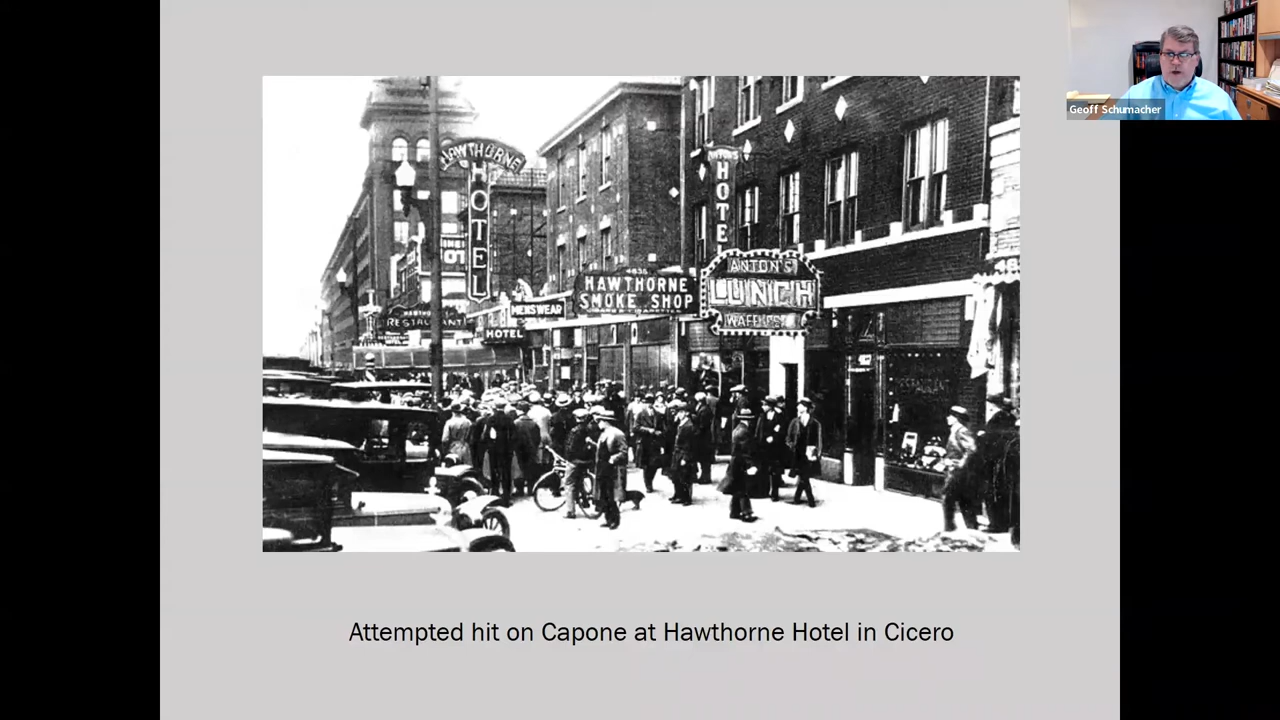 Geoff Schumacher
HAWTHORNE
HOTEL
HOTEL
4835
HAWTHORNE
SMOKE SHOP
MENSWEAR
HOTEL
RESTAURANT
ANTON'S
LUNCH
RESTAURANT
Attempted hit on Capone at Hawthorne Hotel in Cicero